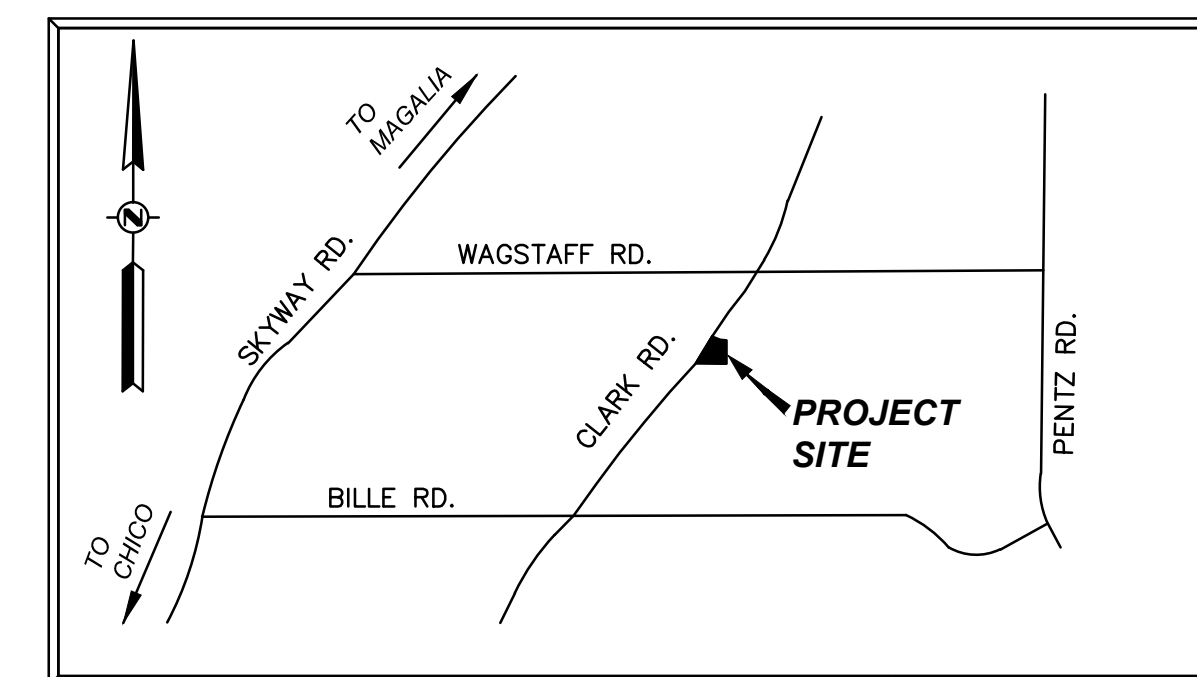 TO
MAGALIA
N
WAGSTAFF RD.
SKYWAY RD.
CLARK RD.
PROJECT
SITE
PENTZ RD.
BILLE RD.
TO
CHICO